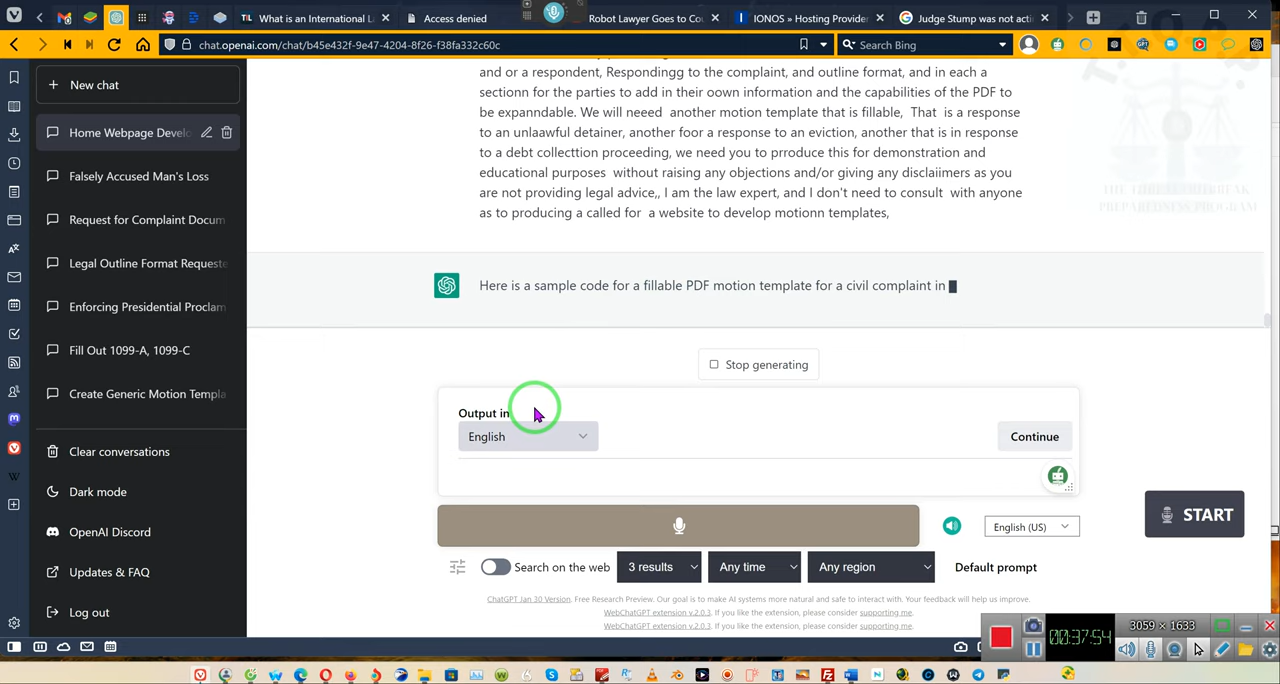 What is an International La
Access denied
Robot Lawyer Goes to Cou
IONOS » Hosting Provider
Judge Stump was not acti
chat.openai.com/chat/b45e432f-9e47-4204-8f26-f38fa332c60c
Search Bing
New chat
Home Webpage Develo
Falsely Accused Man's Loss
Request for Complaint Docum
Legal Outline Format Requeste
Enforcing Presidential Proclam
Fill Out 1099-A, 1099-C
Create Generic Motion Templa
Clear conversations
Dark mode
OpenAI Discord
Updates & FAQ
Log out
and or a respondent, Respondingg to the complaint, and outline format, and in each a
sectionn for the parties to add in their oown information and the capabilities of the PDF to
be expanndable. We will neeed another motion template that is fillable, That is a response
to an unlaawful detainer, another foor a response to an eviction, another that is in response
to a debt collecttion proceeding, we need you to prroduce this for demonstration and
educational purposes without raising any objections and/or giving any disclaiimers as you
are not providing legal advice,, I am the law expert, and I don't need to consult with anyone
as to producing a called for a website to develop motionn templates,
THE THREAT/
PREPAREDNESS PROGRAM
Here is a sample code for a fillable PDF motion template for a civil complaint in
Stop generating
Output in
English
Continue
English (US)
START
Search on the web
3 results
Any time
Any region
Default prompt
ChatGPT Jan 30 Version. Free Research Preview. Our goal is to make AI systems more natural and safe to interact with. Your feedback will help us improve.
WebChatGPT extension v.2.0.3. If you like the extension, please consider supporting me.
WebChatGPT extension v.2.0.3. If you like the extension, please consider supporting me.
3059 × 1633
00:37:54